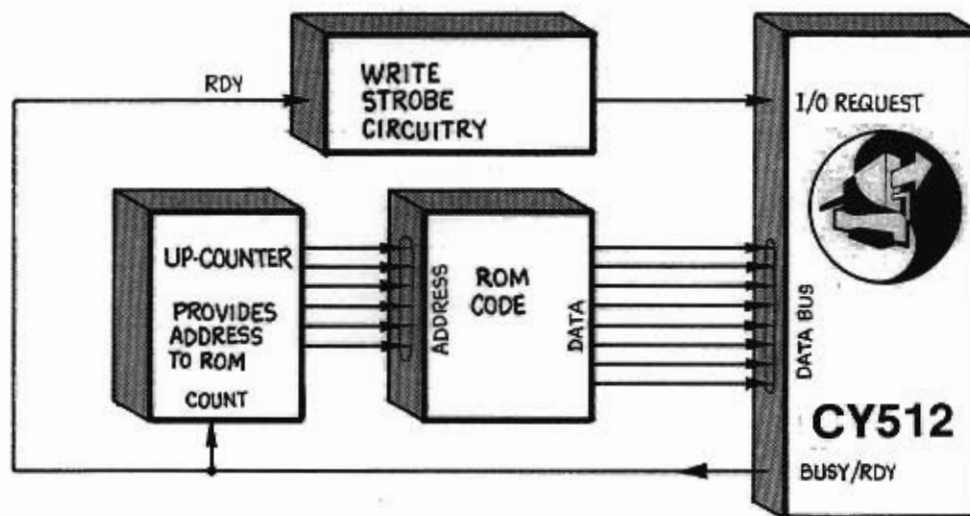 RDY
WRITE
STROBE
CIRCUITRY
I/O REQUEST
UP-COUNTER
PROVIDES
ADDRESS
TO ROM
COUNT
ADDRESS
ROM
CODE
DATA
DATA BUS
CY512
BUSY/RDY